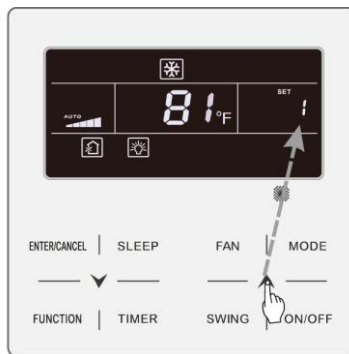 SET
AUTO 81°F 1
ENTER/CANCEL SLEEP FAN MODE
FUNCTION TIMER SWING ON/OFF